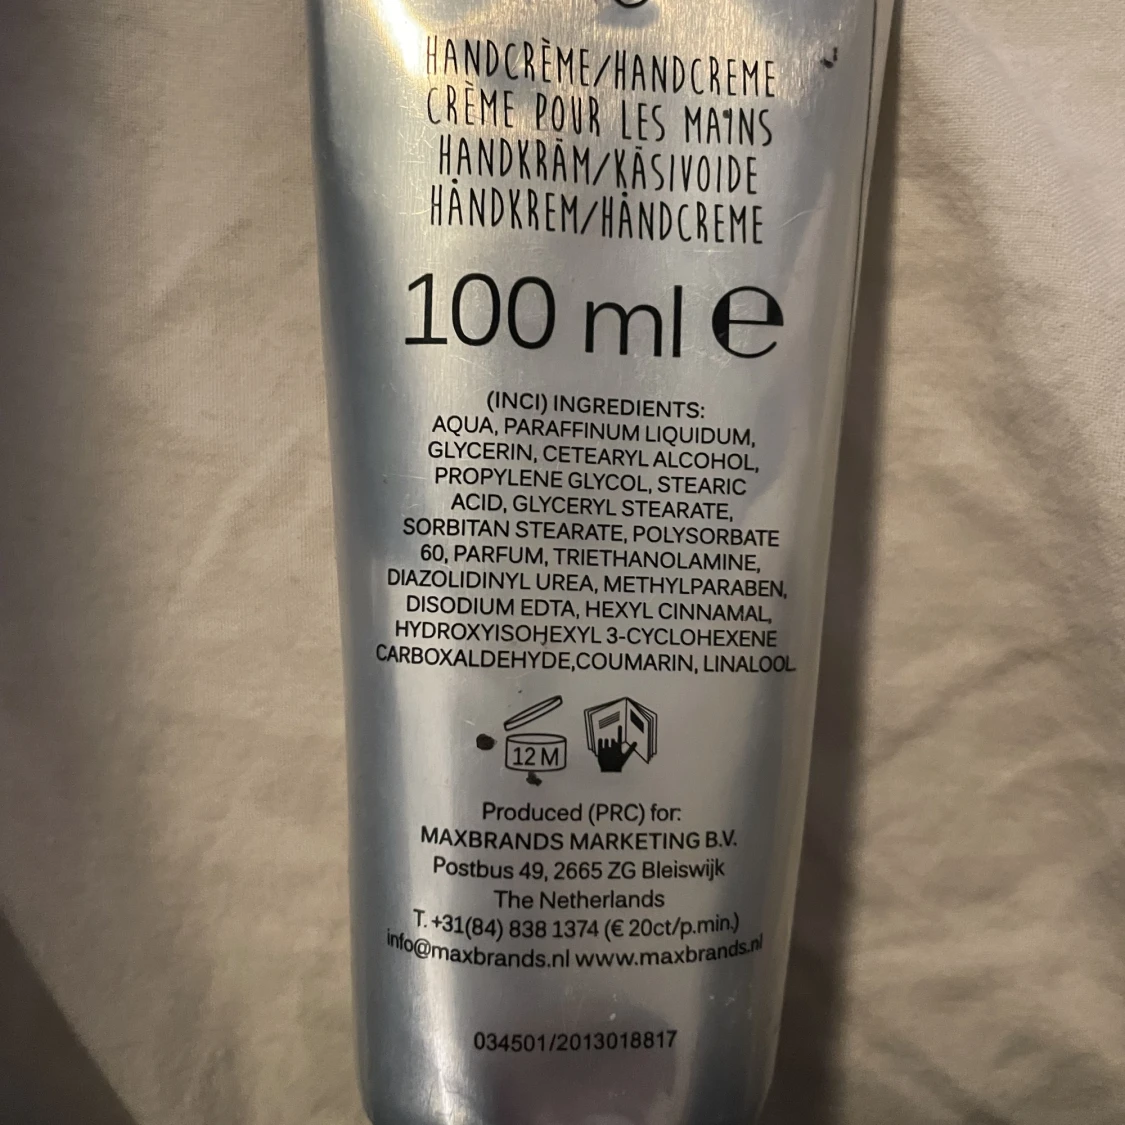 HANDCRÈME/HANDCREME
CRÈME POUR LES MAINS
HANDKRÄM/KÄSIVOIDE
HÅNDKREM/HÅNDCREME
100 ml ℮
(INCI) INGREDIENTS:
AQUA, PARAFFINUM LIQUIDUM,
GLYCERIN, CETEARYL ALCOHOL,
PROPYLENE GLYCOL, STEARIC
ACID, GLYCERYL STEARATE,
SORBITAN STEARATE, POLYSORBATE
60, PARFUM, TRIETHANOLAMINE,
DIAZOLIDINYL UREA, METHYLPARABEN,
DISODIUM EDTA, HEXYL CINNAMAL,
HYDROXYISOHEXYL 3-CYCLOHEXENE
CARBOXALDEHYDE,COUMARIN, LINALOOL
12 M
Produced (PRC) for:
MAXBRANDS MARKETING B.V.
Postbus 49, 2665 ZG Bleiswijk
The Netherlands
T. +31(84) 838 1374 (€ 20ct/p.min.)
info@maxbrands.nl www.maxbrands.nl
034501/2013018817